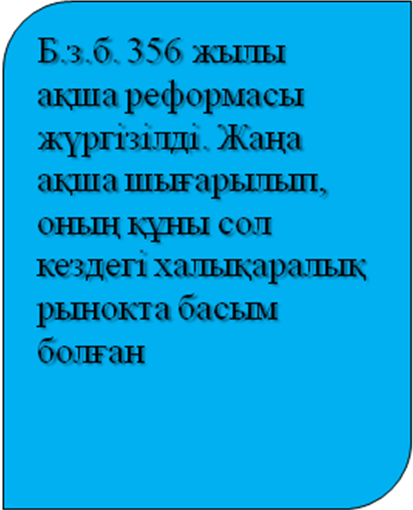 Б.з.б. 356 жылы
ақша реформасы
жүргізілді. Жаңа
ақша шығарылып,
оның құны сол
кездегі халықаралық
рынокта басым
болған